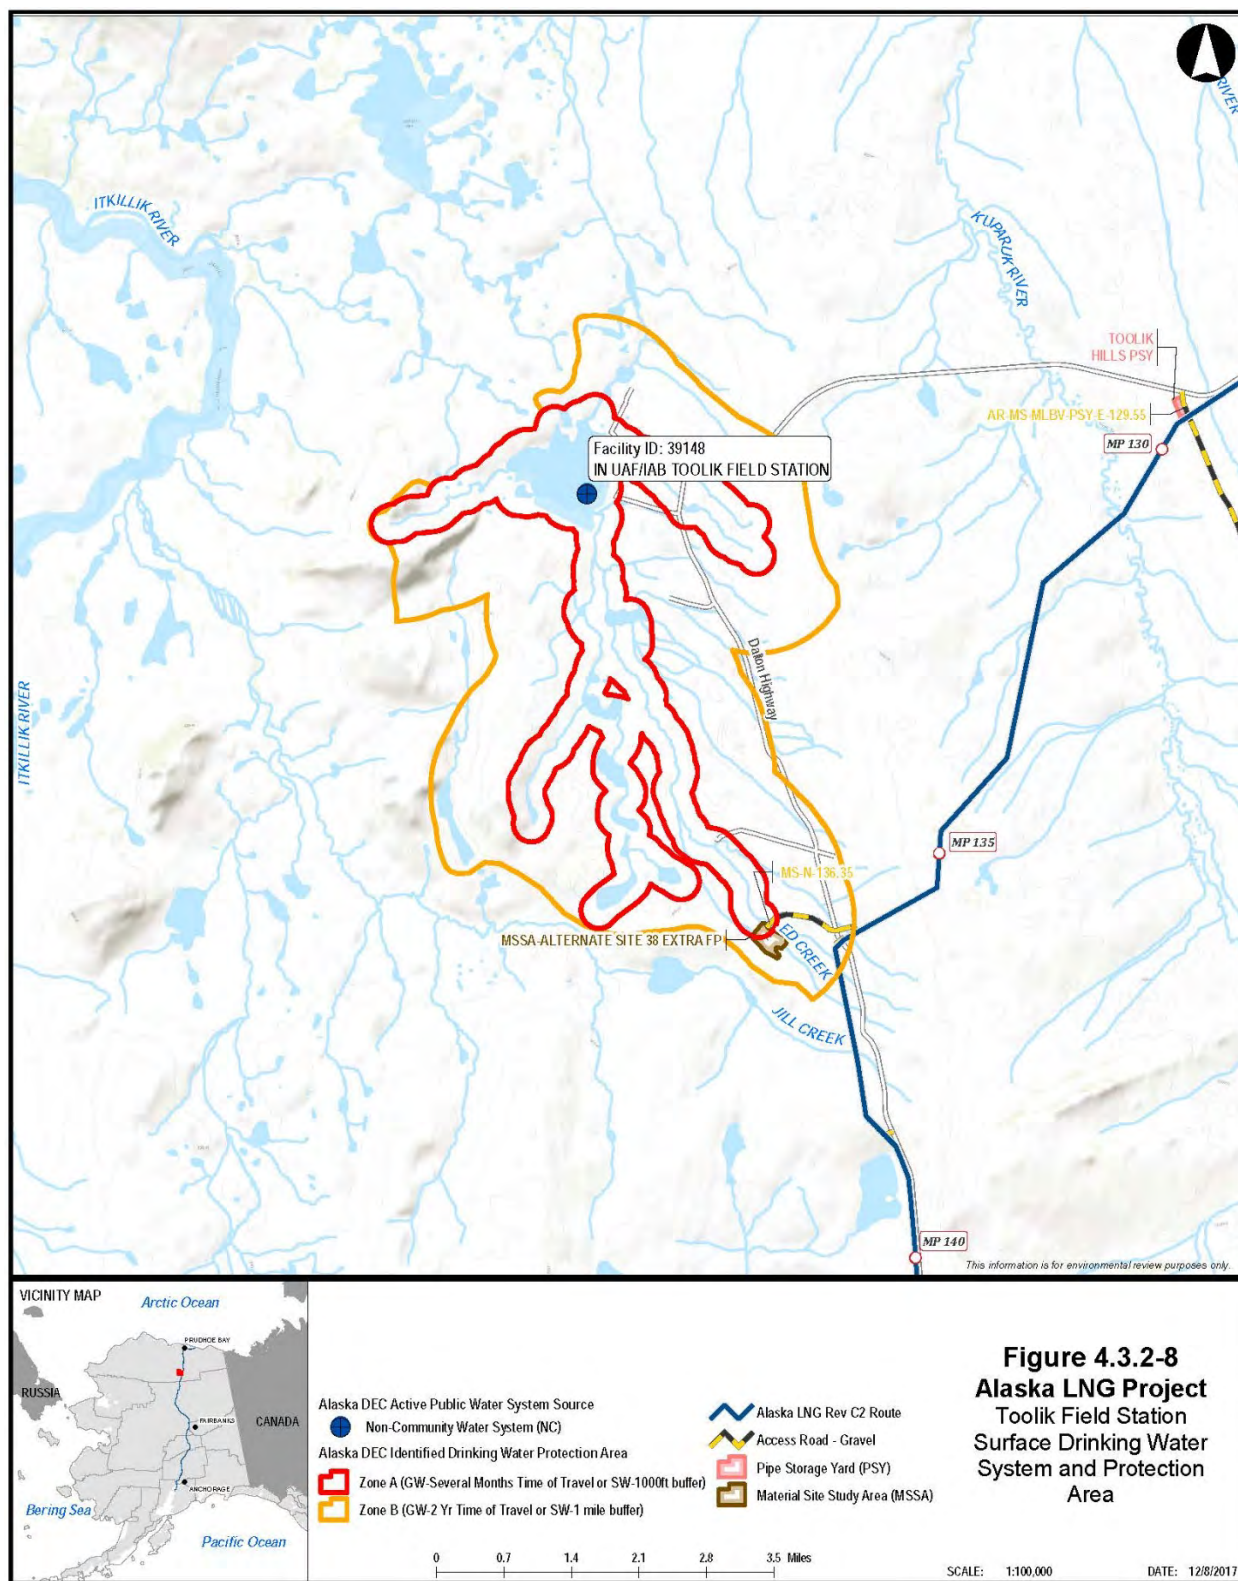 RIVER
ITKILLIK
RIVER
KUPARUK
RIVER
TOOLIK
HILLS PSY
AR-MS-MLBV-PSY-E-129.55
MP 130
Facility ID: 39148
IN UAF/IAB TOOLIK FIELD STATION
Dalton Highway
ITKILLIK RIVER
MP 135
MS-N-136.35
MSSA-ALTERNATE SITE 38 EXTRA FP
ED CREEK
JILL CREEK
MP 140
This information is for environmental review purposes only.
VICINITY MAP
Arctic Ocean
PRUDHOE BAY
RUSSIA
FAIRBANKS
CANADA
ANCHORAGE
Bering Sea
Pacific Ocean
Alaska DEC Active Public Water System Source
Non-Community Water System (NC)
Alaska DEC Identified Drinking Water Protection Area
Zone A (GW-Several Months Time of Travel or SW-1000ft buffer)
Zone B (GW-2 Yr Time of Travel or SW-1 mile buffer)
Alaska LNG Rev C2 Route
Access Road - Gravel
Pipe Storage Yard (PSY)
Material Site Study Area (MSSA)
0 0.7 1.4 2.1 2.8 3.5 Miles
Figure 4.3.2-8
Alaska LNG Project
Toolik Field Station
Surface Drinking Water
System and Protection
Area
SCALE: 1:100,000 DATE: 12/8/2017